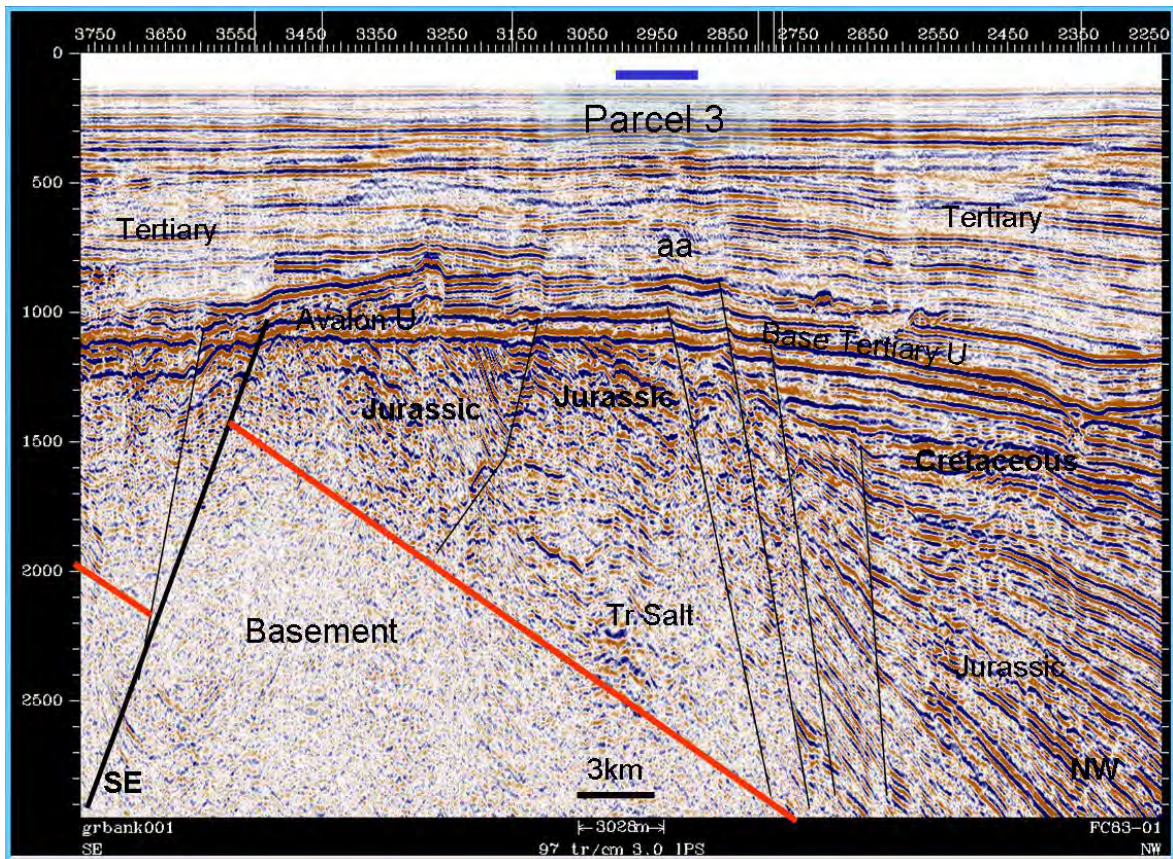 3750 3650 3550 3450 3350 3250 3150 3050 2950 2850 2750 2650 2550 2450 2350 2250
0
Parcel 3
500
Tertiary
Tertiary
aa
1000
Avalon U
Base Tertiary U
Jurassic
Jurassic
1500
Cretaceous
2000
Tr Salt
Basement
Jurassic
2500
3km
SE
NW
grbank001
3028m
FC83-01
SE
97 tr/cm 3.0 IPS
NW